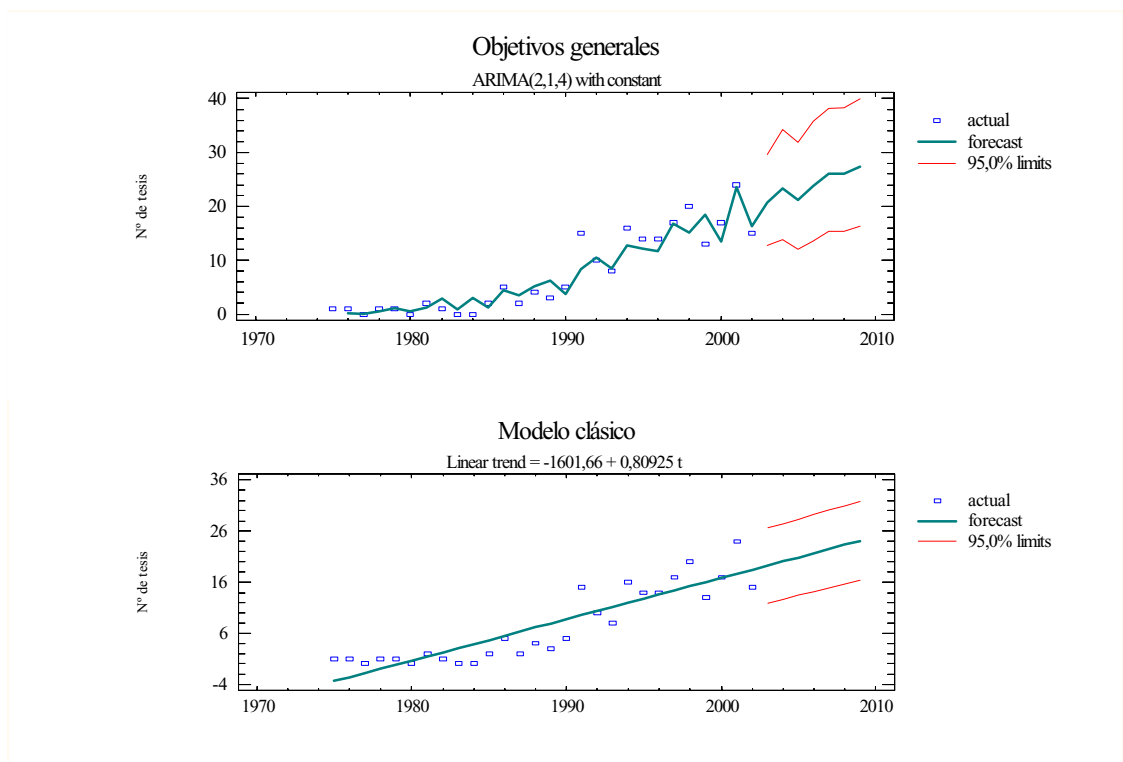 Objetivos generales
ARIMA(2,1,4) with constant
Nº de tesis
40
30
20
10
0
1970 1980 1990 2000 2010
actual
forecast
95,0% limits
Modelo clásico
Linear trend = -1601,66 + 0,80925 t
Nº de tesis
36
26
16
6
-4
1970 1980 1990 2000 2010
actual
forecast
95,0% limits